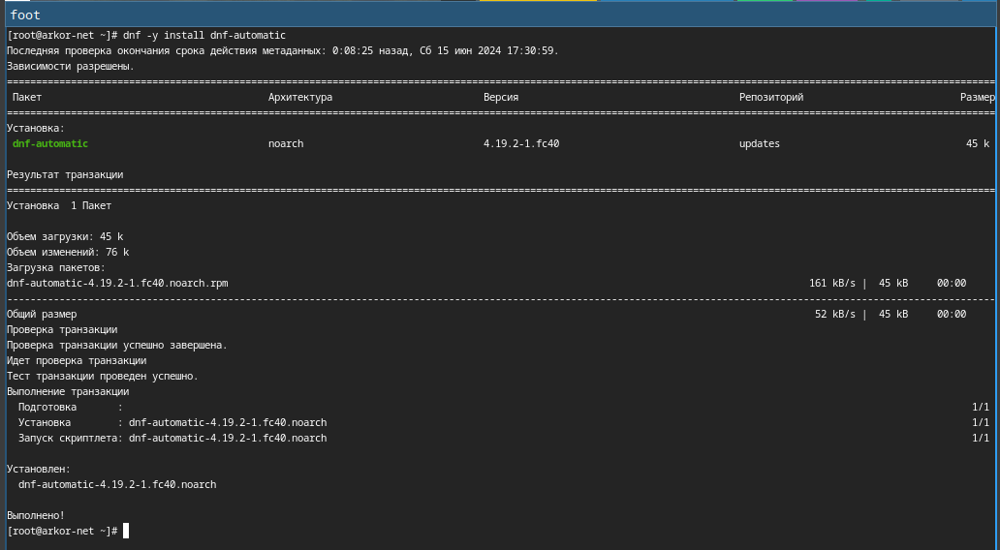 foot
[root@arkor-net ~]# dnf -y install dnf-automatic
Последняя проверка окончания срока действия метаданных: 0:08:25 назад, Сб 15 июн 2024 17:30:59.
Зависимости разрешены.
Пакет Архитектура Версия Репозиторий Размер
Установка:
dnf-automatic noarch 4.19.2-1.fc40 updates 45 k
Результат транзакции
Установка 1 Пакет
Объем загрузки: 45 k
Объем изменений: 76 k
Загрузка пакетов:
dnf-automatic-4.19.2-1.fc40.noarch.rpm 161 kB/s | 45 kB 00:00
Общий размер 52 kB/s | 45 kB 00:00
Проверка транзакции
Проверка транзакции успешно завершена.
Идет проверка транзакции
Тест транзакции проведен успешно.
Выполнение транзакции
Подготовка : 1/1
Установка : dnf-automatic-4.19.2-1.fc40.noarch 1/1
Запуск скриптлета: dnf-automatic-4.19.2-1.fc40.noarch 1/1
Установлен:
dnf-automatic-4.19.2-1.fc40.noarch
Выполнено!
[root@arkor-net ~]#